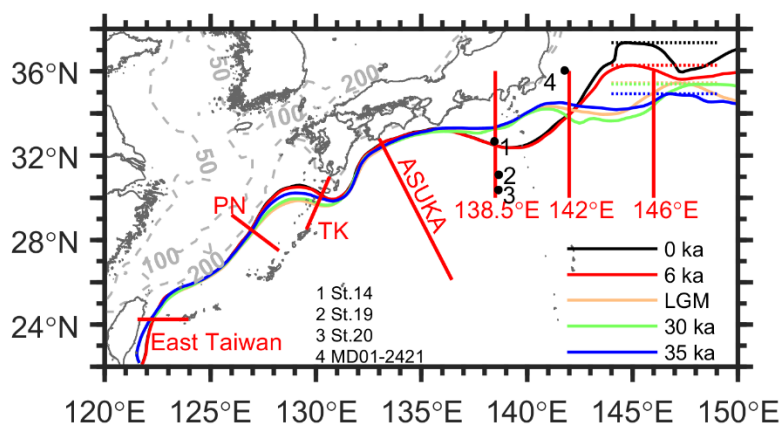 36°N
32°N
28°N
24°N
50
200
100
50
100
200
4
1
2
3
PN
TK
ASUKA
138.5°E 142°E 146°E
East Taiwan
1 St.14
2 St.19
3 St.20
4 MD01-2421
0 ka
6 ka
LGM
30 ka
35 ka
120°E 125°E 130°E 135°E 140°E 145°E 150°E